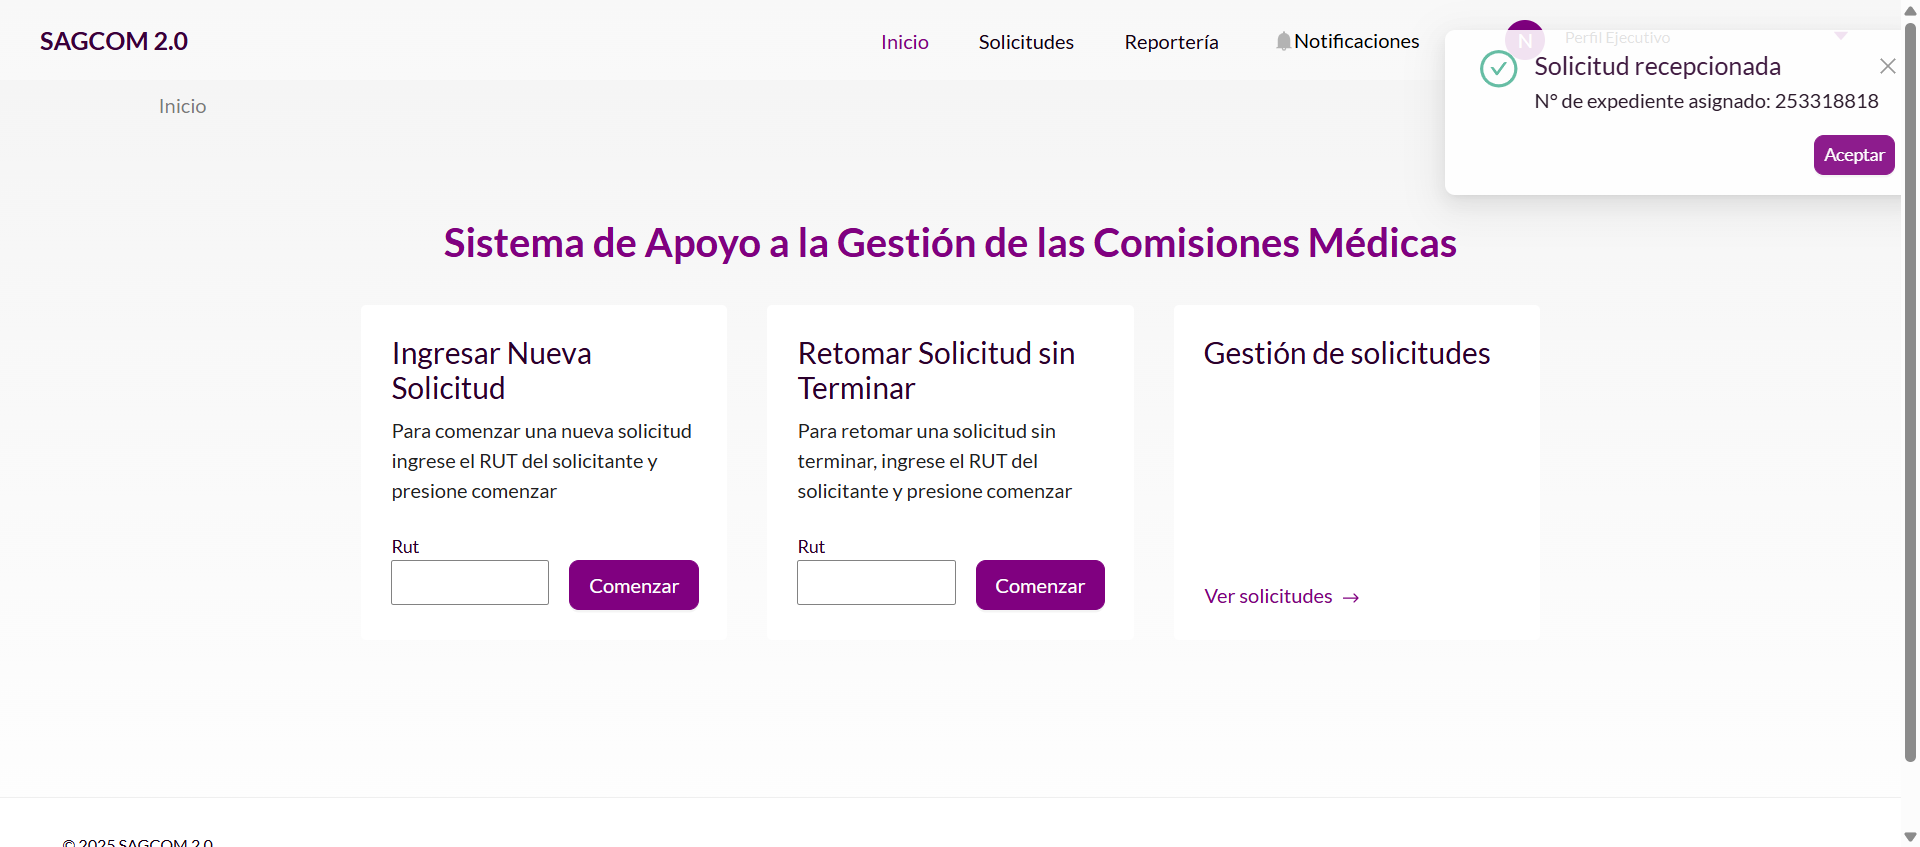 SAGCOM 2.0
Inicio
Solicitudes
Reportería
Notificaciones
N
Perfil Ejecutivo
Solicitud recepcionada
N° de expediente asignado: 253318818
Aceptar
Inicio
Sistema de Apoyo a la Gestión de las Comisiones Médicas
Ingresar Nueva
Solicitud
Para comenzar una nueva solicitud
ingrese el RUT del solicitante y
presione comenzar
Rut
Comenzar
Retomar Solicitud sin
Terminar
Para retomar una solicitud sin
terminar, ingrese el RUT del
solicitante y presione comenzar
Rut
Comenzar
Gestión de solicitudes
Ver solicitudes →
© 2025 SAGCOM 2.0